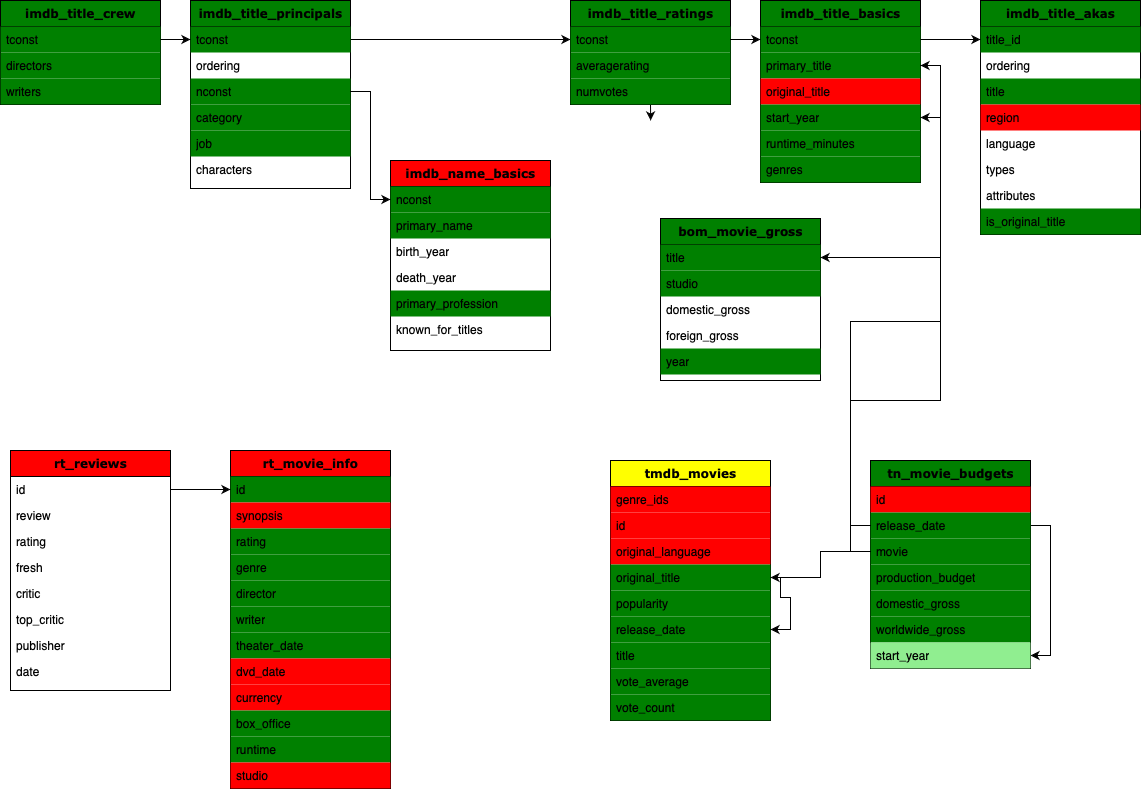 imdb_title_crew
tconst
directors
writers
imdb_title_principals
tconst
ordering
nconst
category
job
characters
imdb_title_ratings
tconst
averagerating
numvotes
imdb_title_basics
tconst
primary_title
original_title
start_year
runtime_minutes
genres
imdb_title_akas
title_id
ordering
title
region
language
types
attributes
is_original_title
imdb_name_basics
nconst
primary_name
birth_year
death_year
primary_profession
known_for_titles
bom_movie_gross
title
studio
domestic_gross
foreign_gross
year
rt_reviews
id
review
rating
fresh
critic
top_critic
publisher
date
rt_movie_info
id
synopsis
rating
genre
director
writer
theater_date
dvd_date
currency
box_office
runtime
studio
tmdb_movies
genre_ids
id
original_language
original_title
popularity
release_date
title
vote_average
vote_count
tn_movie_budgets
id
release_date
movie
production_budget
domestic_gross
worldwide_gross
start_year